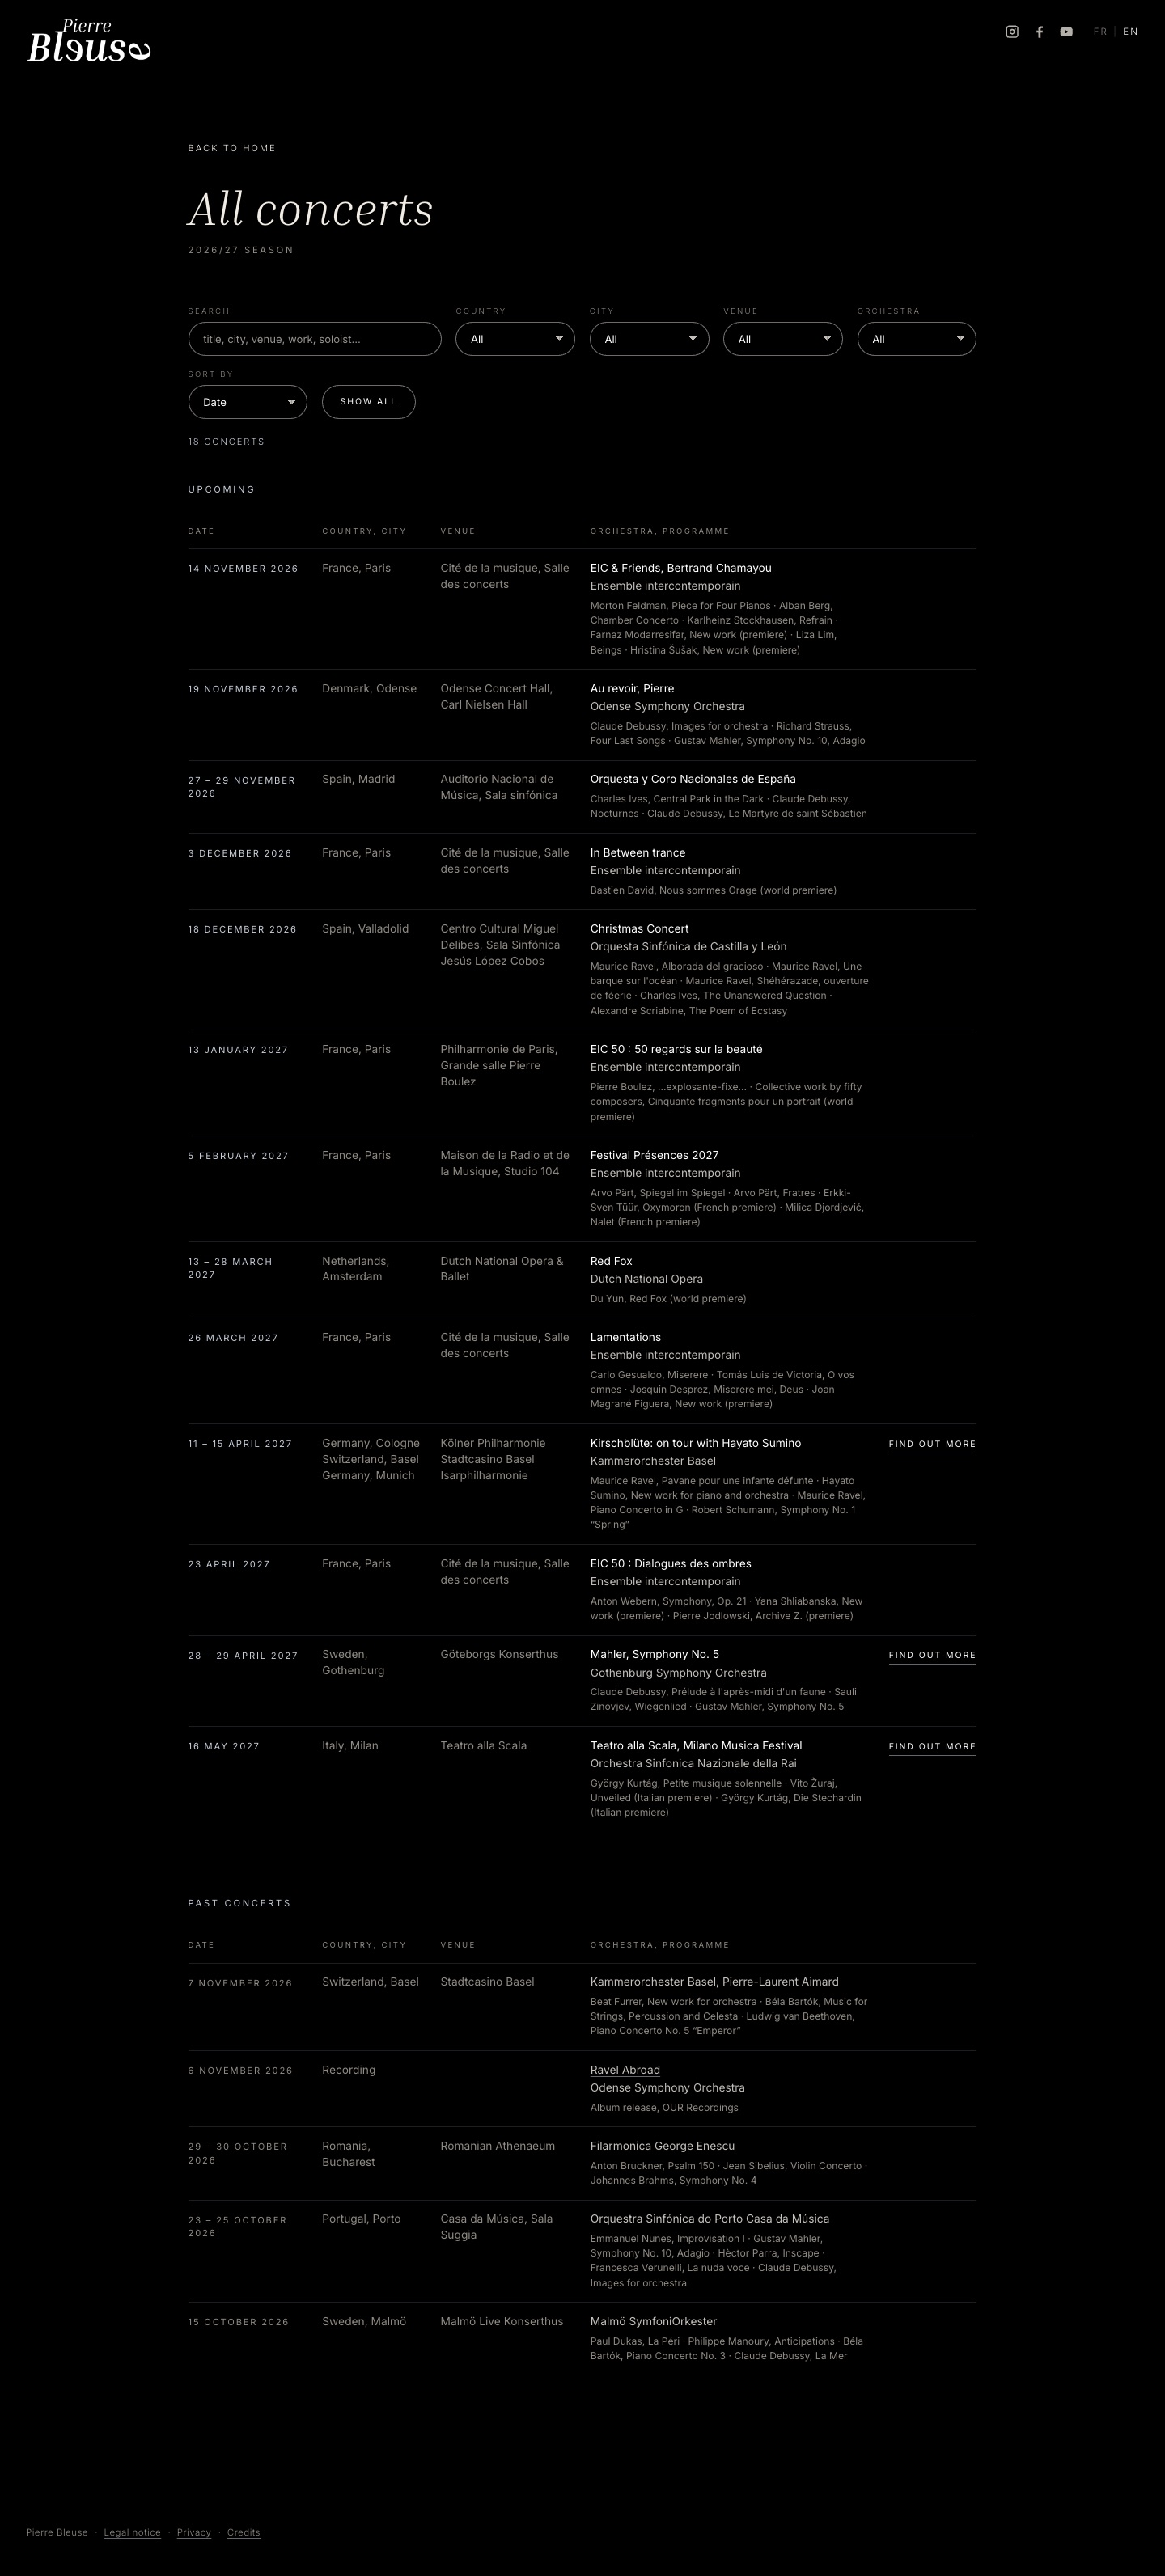 Pierre
Bleuse
FR | EN
BACK TO HOME
All concerts
2026/27 SEASON
SEARCH
COUNTRY
CITY
VENUE
ORCHESTRA
title, city, venue, work, soloist...
All
All
All
All
SORT BY
Date
SHOW ALL
18 CONCERTS
UPCOMING
DATE
COUNTRY, CITY
VENUE
ORCHESTRA, PROGRAMME
14 NOVEMBER 2026
France, Paris
Cité de la musique, Salle
des concerts
EIC & Friends, Bertrand Chamayou
Ensemble intercontemporain
Morton Feldman, Piece for Four Pianos · Alban Berg,
Chamber Concerto · Karlheinz Stockhausen, Refrain ·
Farnaz Modarresifar, New work (premiere) · Liza Lim,
Beings · Hristina Šušak, New work (premiere)
19 NOVEMBER 2026
Denmark, Odense
Odense Concert Hall,
Carl Nielsen Hall
Au revoir, Pierre
Odense Symphony Orchestra
Claude Debussy, Images for orchestra · Richard Strauss,
Four Last Songs · Gustav Mahler, Symphony No. 10, Adagio
27 – 29 NOVEMBER
2026
Spain, Madrid
Auditorio Nacional de
Música, Sala sinfónica
Orquesta y Coro Nacionales de España
Charles Ives, Central Park in the Dark · Claude Debussy,
Nocturnes · Claude Debussy, Le Martyre de saint Sébastien
3 DECEMBER 2026
France, Paris
Cité de la musique, Salle
des concerts
In Between trance
Ensemble intercontemporain
Bastien David, Nous sommes Orage (world premiere)
18 DECEMBER 2026
Spain, Valladolid
Centro Cultural Miguel
Delibes, Sala Sinfónica
Jesús López Cobos
Christmas Concert
Orquesta Sinfónica de Castilla y León
Maurice Ravel, Alborada del gracioso · Maurice Ravel, Une
barque sur l'océan · Maurice Ravel, Shéhérazade, ouverture
de féerie · Charles Ives, The Unanswered Question ·
Alexandre Scriabine, The Poem of Ecstasy
13 JANUARY 2027
France, Paris
Philharmonie de Paris,
Grande salle Pierre
Boulez
EIC 50 : 50 regards sur la beauté
Ensemble intercontemporain
Pierre Boulez, ...explosante-fixe... · Collective work by fifty
composers, Cinquante fragments pour un portrait (world
premiere)
5 FEBRUARY 2027
France, Paris
Maison de la Radio et de
la Musique, Studio 104
Festival Présences 2027
Ensemble intercontemporain
Arvo Pärt, Spiegel im Spiegel · Arvo Pärt, Fratres · Erkki-
Sven Tüür, Oxymoron (French premiere) · Milica Djordjević,
Nalet (French premiere)
13 – 28 MARCH
2027
Netherlands,
Amsterdam
Dutch National Opera &
Ballet
Red Fox
Dutch National Opera
Du Yun, Red Fox (world premiere)
26 MARCH 2027
France, Paris
Cité de la musique, Salle
des concerts
Lamentations
Ensemble intercontemporain
Carlo Gesualdo, Miserere · Tomás Luis de Victoria, O vos
omnes · Josquin Desprez, Miserere mei, Deus · Joan
Magrané Figuera, New work (premiere)
11 – 15 APRIL 2027
Germany, Cologne
Switzerland, Basel
Germany, Munich
Kölner Philharmonie
Stadtcasino Basel
Isarphilharmonie
Kirschblüte: on tour with Hayato Sumino
Kammerorchester Basel
Maurice Ravel, Pavane pour une infante défunte · Hayato
Sumino, New work for piano and orchestra · Maurice Ravel,
Piano Concerto in G · Robert Schumann, Symphony No. 1
“Spring”
FIND OUT MORE
23 APRIL 2027
France, Paris
Cité de la musique, Salle
des concerts
EIC 50 : Dialogues des ombres
Ensemble intercontemporain
Anton Webern, Symphony, Op. 21 · Yana Shliabanska, New
work (premiere) · Pierre Jodlowski, Archive Z. (premiere)
28 – 29 APRIL 2027
Sweden,
Gothenburg
Göteborgs Konserthus
Mahler, Symphony No. 5
Gothenburg Symphony Orchestra
Claude Debussy, Prélude à l'après-midi d'un faune · Sauli
Zinovjev, Wiegenlied · Gustav Mahler, Symphony No. 5
FIND OUT MORE
16 MAY 2027
Italy, Milan
Teatro alla Scala
Teatro alla Scala, Milano Musica Festival
Orchestra Sinfonica Nazionale della Rai
György Kurtág, Petite musique solennelle · Vito Žuraj,
Unveiled (Italian premiere) · György Kurtág, Die Stechardin
(Italian premiere)
FIND OUT MORE
PAST CONCERTS
DATE
COUNTRY, CITY
VENUE
ORCHESTRA, PROGRAMME
7 NOVEMBER 2026
Switzerland, Basel
Stadtcasino Basel
Kammerorchester Basel, Pierre-Laurent Aimard
Beat Furrer, New work for orchestra · Béla Bartók, Music for
Strings, Percussion and Celesta · Ludwig van Beethoven,
Piano Concerto No. 5 “Emperor”
6 NOVEMBER 2026
Recording
Ravel Abroad
Odense Symphony Orchestra
Album release, OUR Recordings
29 – 30 OCTOBER
2026
Romania,
Bucharest
Romanian Athenaeum
Filarmonica George Enescu
Anton Bruckner, Psalm 150 · Jean Sibelius, Violin Concerto ·
Johannes Brahms, Symphony No. 4
23 – 25 OCTOBER
2026
Portugal, Porto
Casa da Música, Sala
Suggia
Orquestra Sinfónica do Porto Casa da Música
Emmanuel Nunes, Improvisation I · Gustav Mahler,
Symphony No. 10, Adagio · Hèctor Parra, Inscape ·
Francesca Verunelli, La nuda voce · Claude Debussy,
Images for orchestra
15 OCTOBER 2026
Sweden, Malmö
Malmö Live Konserthus
Malmö SymfoniOrkester
Paul Dukas, La Péri · Philippe Manoury, Anticipations · Béla
Bartók, Piano Concerto No. 3 · Claude Debussy, La Mer
Pierre Bleuse · Legal notice · Privacy · Credits